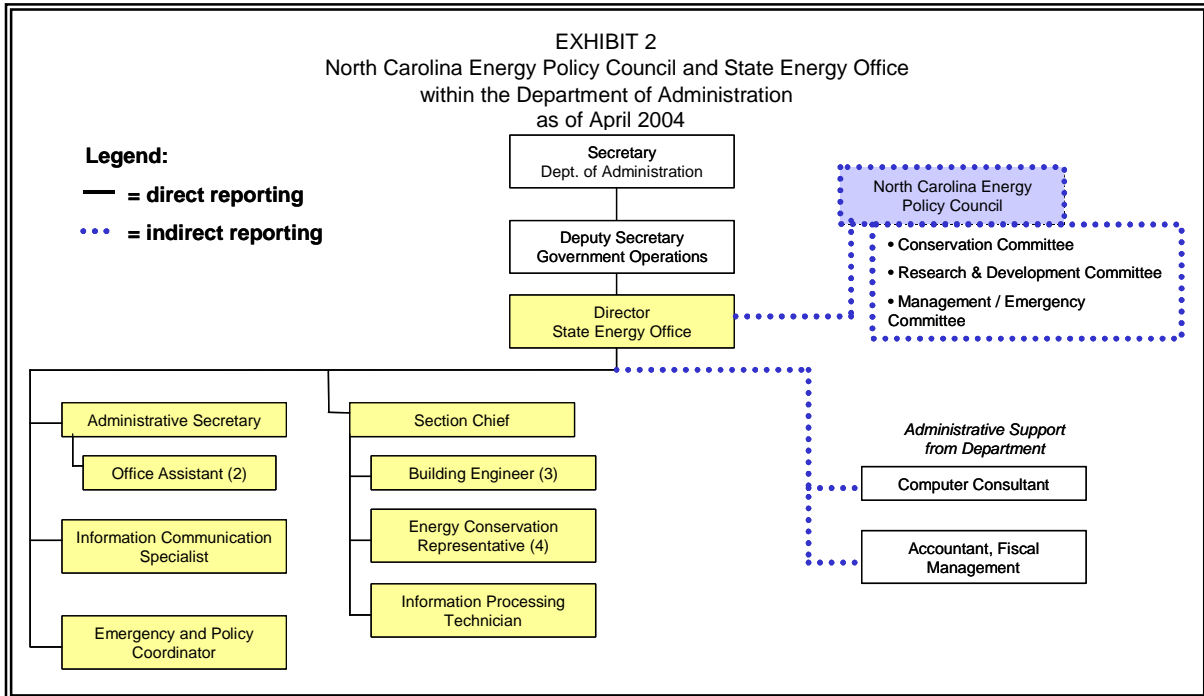 EXHIBIT 2
North Carolina Energy Policy Council and State Energy Office
within the Department of Administration
as of April 2004
Legend:
= direct reporting
= indirect reporting
Secretary
Dept. of Administration
Deputy Secretary
Government Operations
Director
State Energy Office
North Carolina Energy
Policy Council
• Conservation Committee
• Research & Development Committee
• Management / Emergency
Committee
Administrative Secretary
Office Assistant (2)
Information Communication
Specialist
Emergency and Policy
Coordinator
Section Chief
Building Engineer (3)
Energy Conservation
Representative (4)
Information Processing
Technician
Administrative Support
from Department
Computer Consultant
Accountant, Fiscal
Management